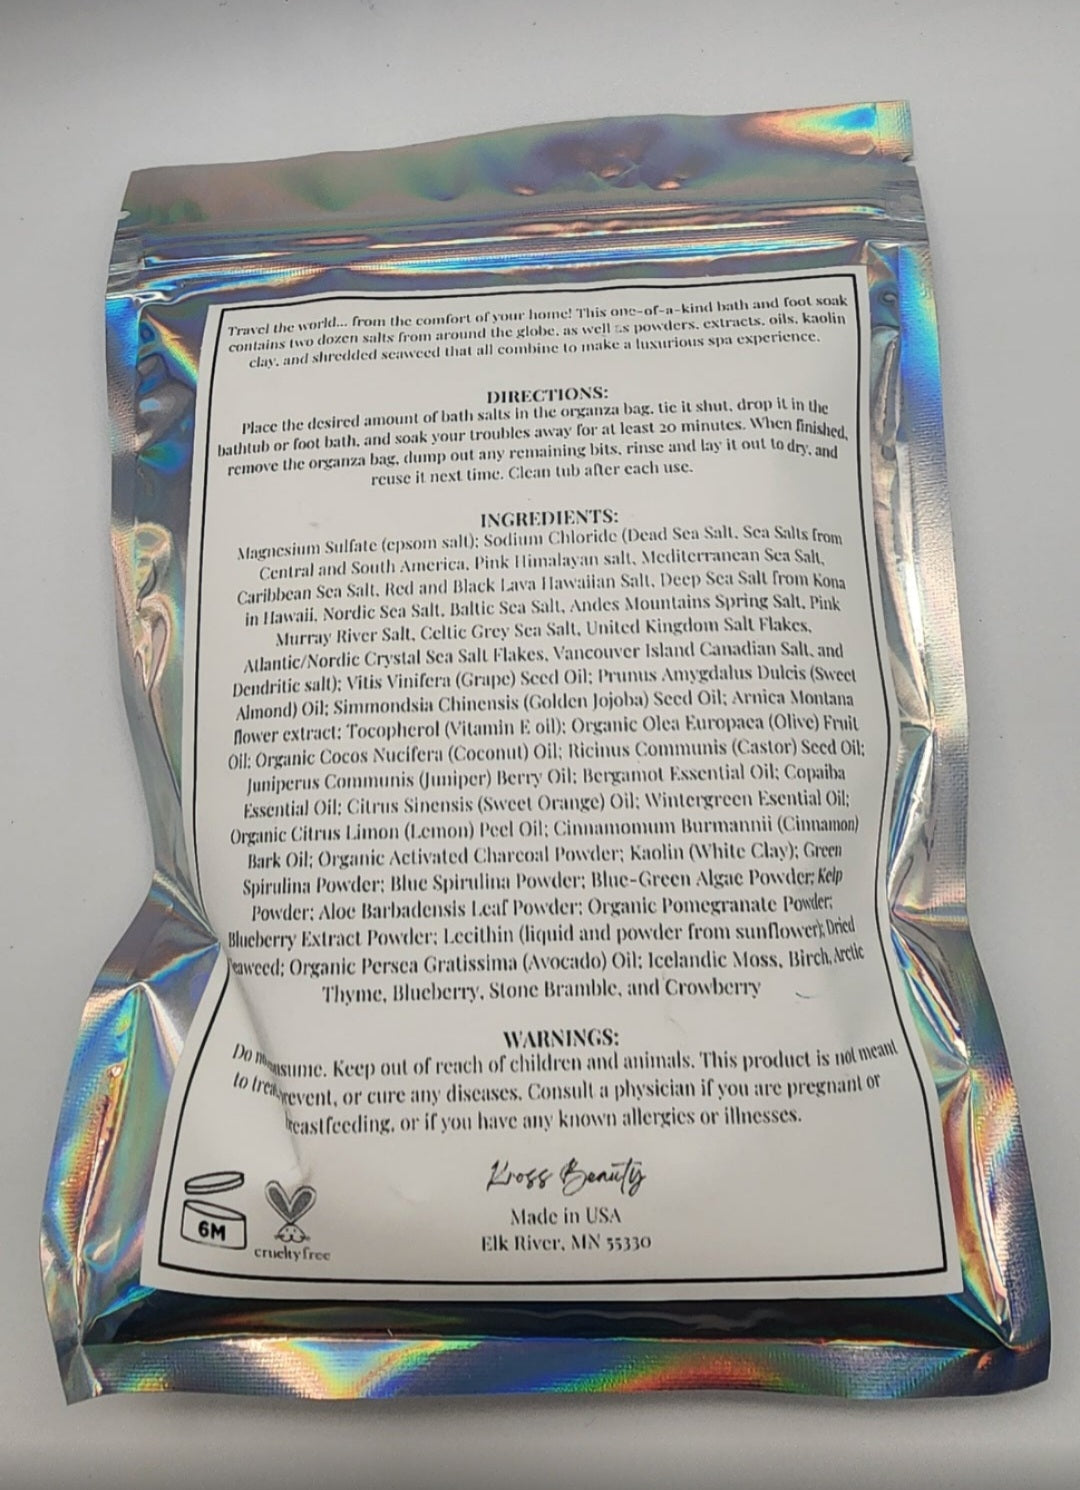 Travel the world... from the comfort of your home! This one-of-a-kind bath and foot soak
contains two dozen salts from around the globe, as well as powders, extracts, oils, kaolin
clay, and shredded seaweed that all combine to make a luxurious spa experience.
DIRECTIONS:
Place the desired amount of bath salts in the organza bag, tie it shut, drop it in the
bathtub or foot bath, and soak your troubles away for at least 20 minutes. When finished,
remove the organza bag, dump out any remaining bits, rinse and lay it out to dry, and
reuse it next time. Clean tub after each use.
INGREDIENTS:
Magnesium Sulfate (epsom salt); Sodium Chloride (Dead Sea Salt, Sea Salts from
Central and South America, Pink Himalayan salt, Mediterranean Sea Salt,
Caribbean Sea Salt, Red and Black Lava Hawaiian Salt, Deep Sea Salt from Kona
in Hawaii, Nordic Sea Salt, Baltic Sea Salt, Andes Mountains Spring Salt, Pink
Murray River Salt, Celtic Grey Sea Salt, United Kingdom Salt Flakes,
Atlantic/Nordic Crystal Sea Salt Flakes, Vancouver Island Canadian Salt, and
Dendritic salt); Vitis Vinifera (Grape) Seed Oil; Prunus Amygdalus Dulcis (Sweet
Almond) Oil; Simmondsia Chinensis (Golden Jojoba) Seed Oil; Arnica Montana
flower extract; Tocopherol (Vitamin E oil); Organic Olea Europaea (Olive) Fruit
Oil; Organic Cocos Nucifera (Coconut) Oil; Ricinus Communis (Castor) Seed Oil;
Juniperus Communis (Juniper) Berry Oil; Bergamot Essential Oil; Copaiba
Essential Oil; Citrus Sinensis (Sweet Orange) Oil; Wintergreen Esential Oil;
Organic Citrus Limon (Lemon) Peel Oil; Cinnamomum Burmannii (Cinnamon)
Bark Oil; Organic Activated Charcoal Powder; Kaolin (White Clay); Green
Spirulina Powder; Blue Spirulina Powder; Blue-Green Algae Powder; Kelp
Powder; Aloe Barbadensis Leaf Powder; Organic Pomegranate Powder;
Blueberry Extract Powder; Lecithin (liquid and powder from sunflower); Dried
eaweed; Organic Persea Gratissima (Avocado) Oil; Icelandic Moss, Birch, Arctic
Thyme, Blueberry, Stone Bramble, and Crowberry
WARNINGS:
Do Keep out of reach of children and animals. This product is not meant
to or cure any diseases. Consult a physician if you are pregnant or
or if you have any known allergies or illnesses.
Kross Beauty
Made in USA
Elk River, MN 55330
6M
cruelty free